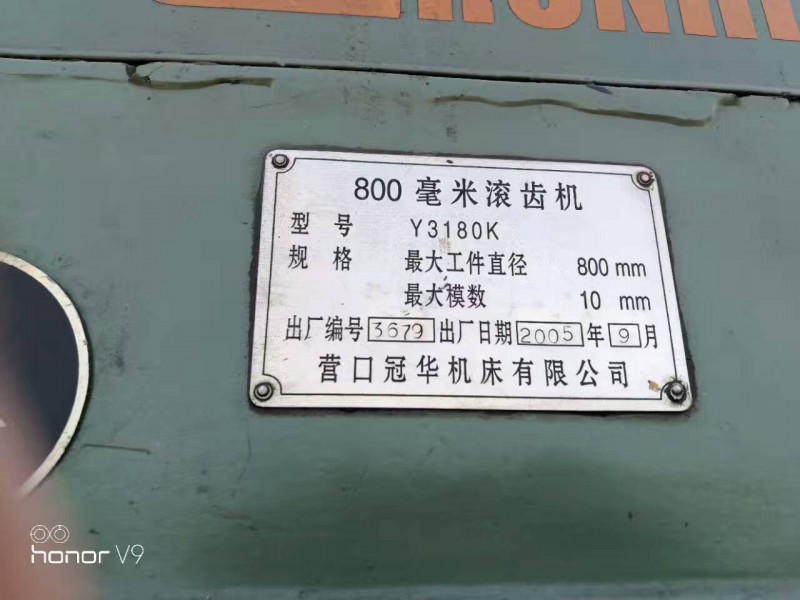 800 毫米滚齿机
型号 Y3180K
规格 最大工件直径 800 mm
最大模数 10 mm
出厂编号 3679 出厂日期 2005 年 9 月
营口冠华机床有限公司
honor V9